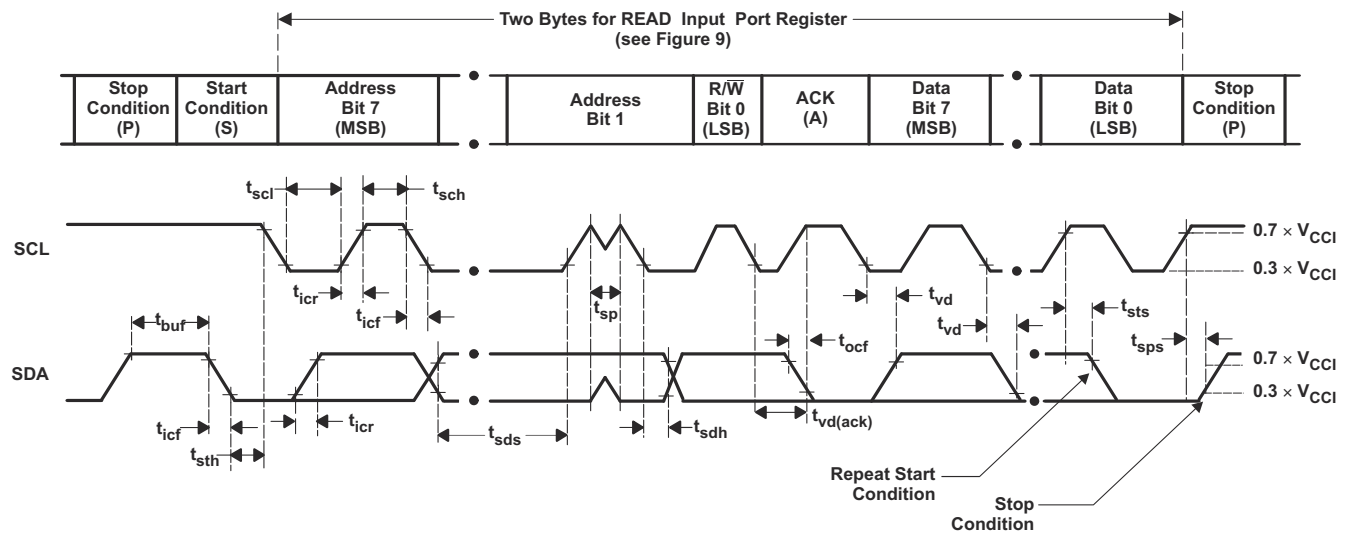 Two Bytes for READ Input Port Register
(see Figure 9)
Stop
Condition
(P)
Start
Condition
(S)
Address
Bit 7
(MSB)
Address
Bit 1
R/W̅
Bit 0
(LSB)
ACK
(A)
Data
Bit 7
(MSB)
Data
Bit 0
(LSB)
Stop
Condition
(P)
tscl
tsch
SCL
0.7 × VCCI
0.3 × VCCI
ticr
ticf
tbuf
tsp
tvd
tvd
tocf
tsts
tsps
SDA
0.7 × VCCI
0.3 × VCCI
ticf
ticr
tsth
tsds
tsdh
tvd(ack)
Repeat Start
Condition
Stop
Condition